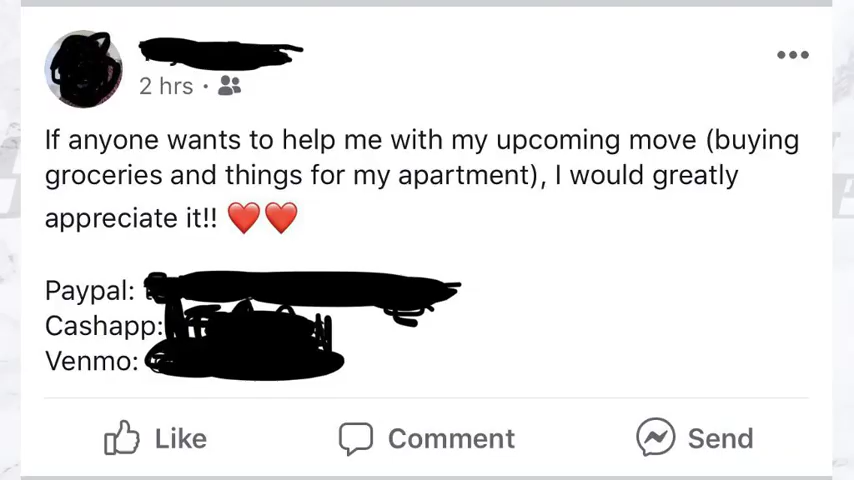 2 hrs ·
If anyone wants to help me with my upcoming move (buying
groceries and things for my apartment), I would greatly
appreciate it!! ❤️❤️
Paypal:
Cashapp:
Venmo:
Like Comment Send